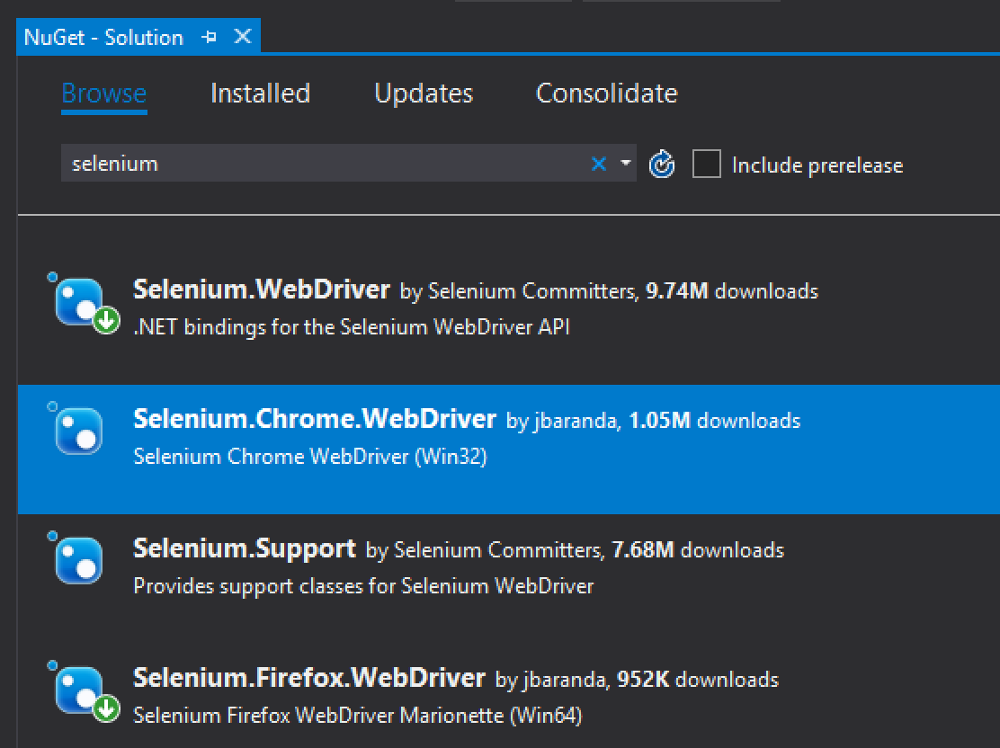 NuGet - Solution
Browse Installed Updates Consolidate
selenium Include prerelease
Selenium.WebDriver by Selenium Committers, 9.74M downloads
.NET bindings for the Selenium WebDriver API
Selenium.Chrome.WebDriver by jbaranda, 1.05M downloads
Selenium Chrome WebDriver (Win32)
Selenium.Support by Selenium Committers, 7.68M downloads
Provides support classes for Selenium WebDriver
Selenium.Firefox.WebDriver by jbaranda, 952K downloads
Selenium Firefox WebDriver Marionette (Win64)